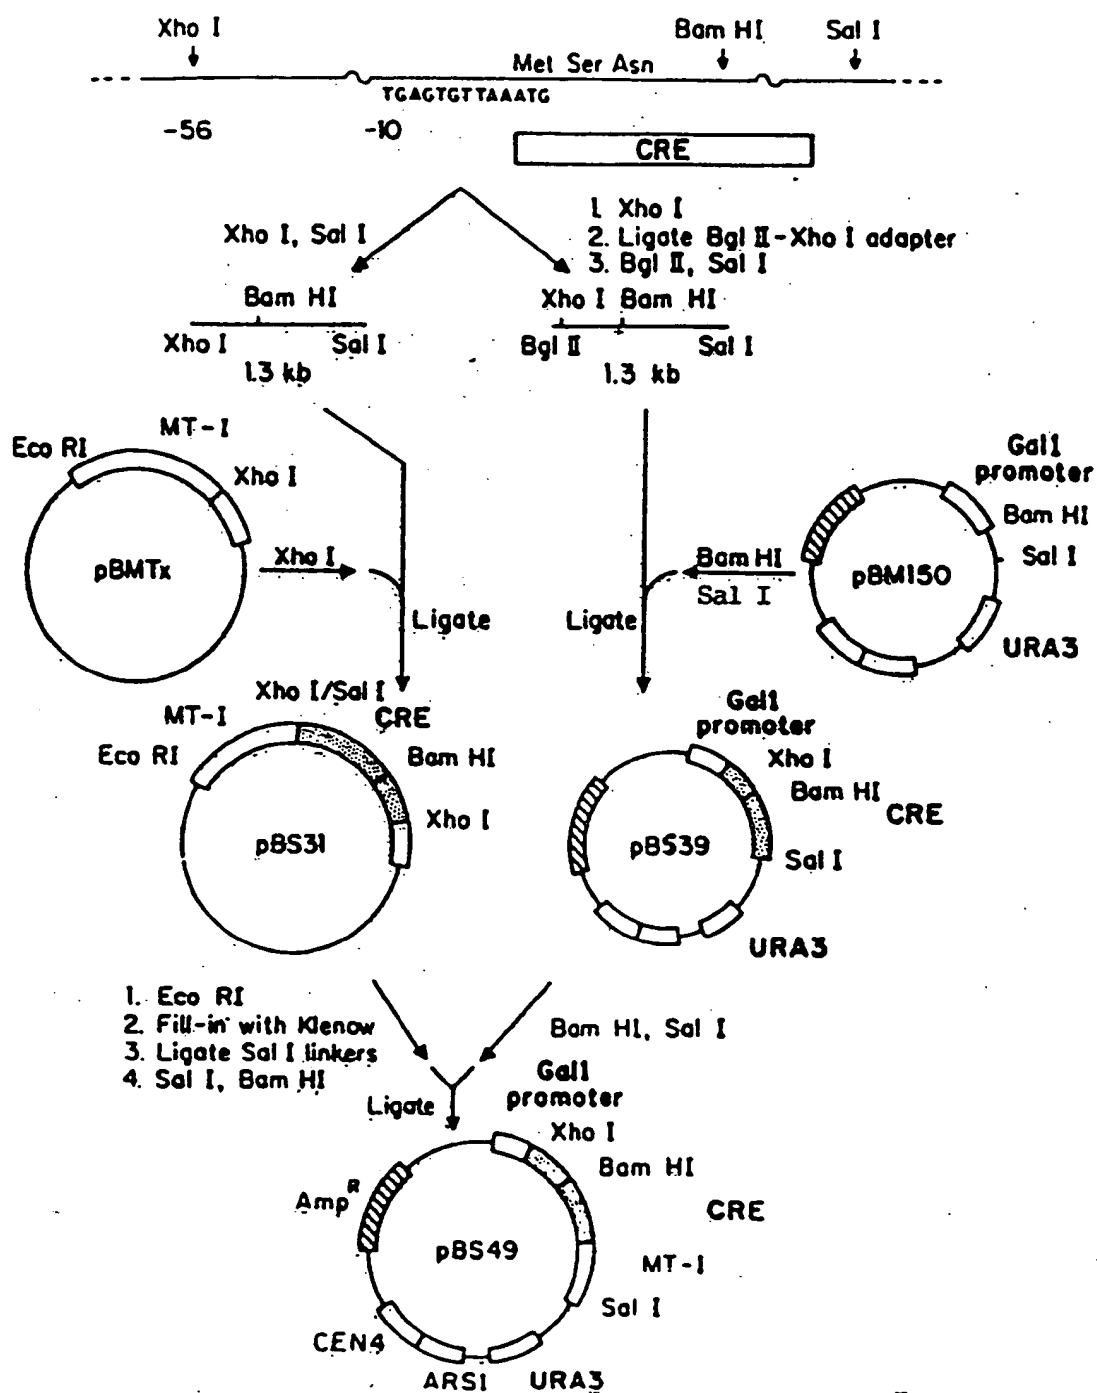 Xho I
Bam HI
Sal I
Met Ser Asn
TGAGTGTTAAATG
-56
-10
CRE
Xho I, Sal I
1. Xho I
2. Ligate Bgl II-Xho I adapter
3. Bgl II, Sal I
Bam HI
Xho I
Sal I
1.3 kb
Xho I Bam HI
Bgl II
Sal I
1.3 kb
Eco RI
MT-I
Xho I
pBMTx
Xho I
Ligate
Gal1
promoter
Bam HI
Sal I
pBM150
URA3
Bam HI
Sal I
Ligate
Xho I/Sal I
MT-I
CRE
Eco RI
Bam HI
Xho I
pBS31
Gal1
promoter
Xho I
Bam HI
CRE
pBS39
Sal I
URA3
1. Eco RI
2. Fill-in with Klenow
3. Ligate Sal I linkers
4. Sal I, Bam HI
Bam HI, Sal I
Ligate
Gal1
promoter
Xho I
Bam HI
Amp R
CRE
pBS49
MT-I
Sal I
CEN4
ARS1
URA3